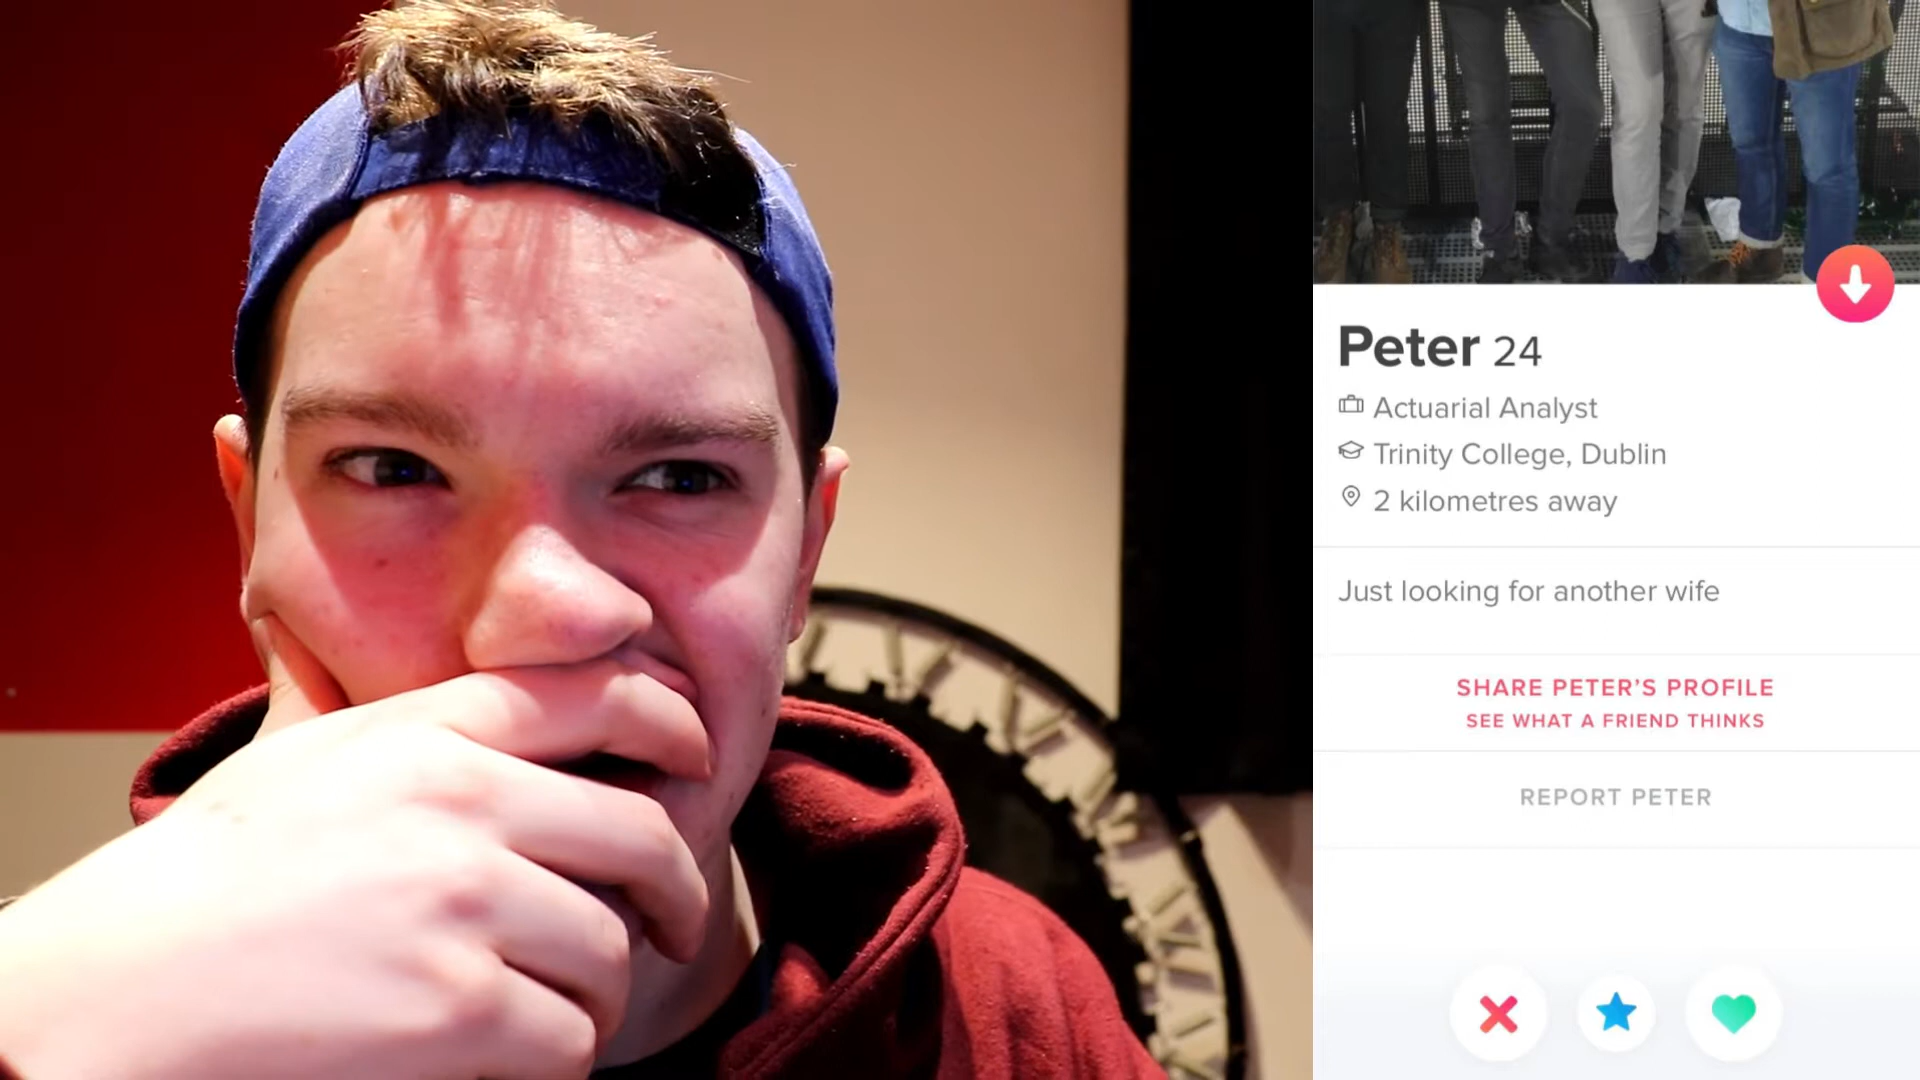 Peter 24
Actuarial Analyst
Trinity College, Dublin
2 kilometres away
Just looking for another wife
SHARE PETER'S PROFILE
SEE WHAT A FRIEND THINKS
REPORT PETER